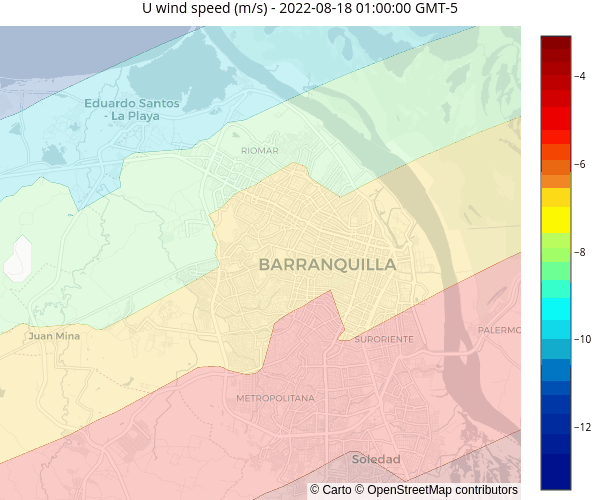 U wind speed (m/s) - 2022-08-18 01:00:00 GMT-5
−4
Eduardo Santos
- La Playa
RIOMAR
−6
−8
BARRANQUILLA
Juan Mina
SURORIENTE
PALERMO
−10
METROPOLITANA
−12
Soledad
© Carto © OpenStreetMap contributors